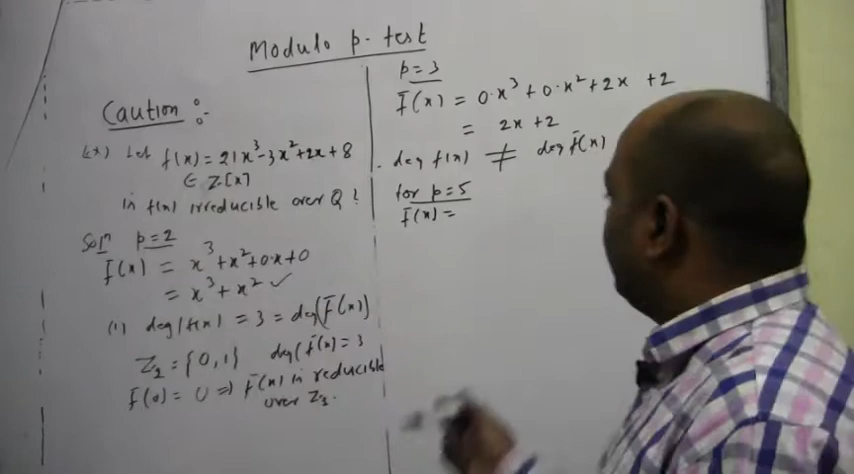 Modulo p-test
Caution :-
(Ex) Let f(x) = 21x³-3x²+2x+8
∈ Z[x]
is f(x) irreducible over Q?
Solⁿ p=2
f̄(x) = x³+x²+0·x+0
= x³+x² ✓
(1) deg(f(x)) = 3 = deg(f̄(x))
Z₂ = {0,1} deg(f̄(x) = 3
f̄(0) = 0 ⇒ f̄(x) is reducible
over Z₃.
p=3
f̄(x) = 0·x³+0·x²+2x+2
= 2x+2
. deg f(x) ≠ deg f̄(x)
for p=5
f̄(x) =